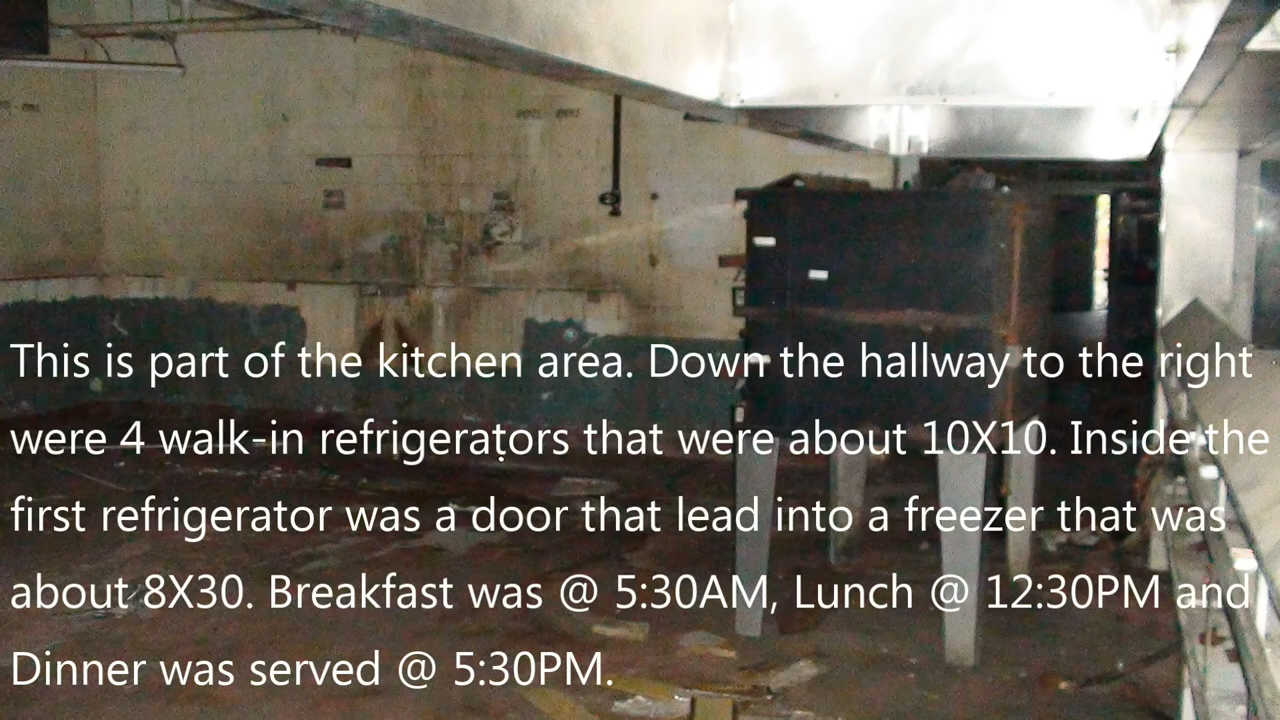 This is part of the kitchen area. Down the hallway to the right
were 4 walk-in refrigerators that were about 10X10. Inside the
first refrigerator was a door that lead into a freezer that was
about 8X30. Breakfast was @ 5:30AM, Lunch @ 12:30PM and
Dinner was served @ 5:30PM.